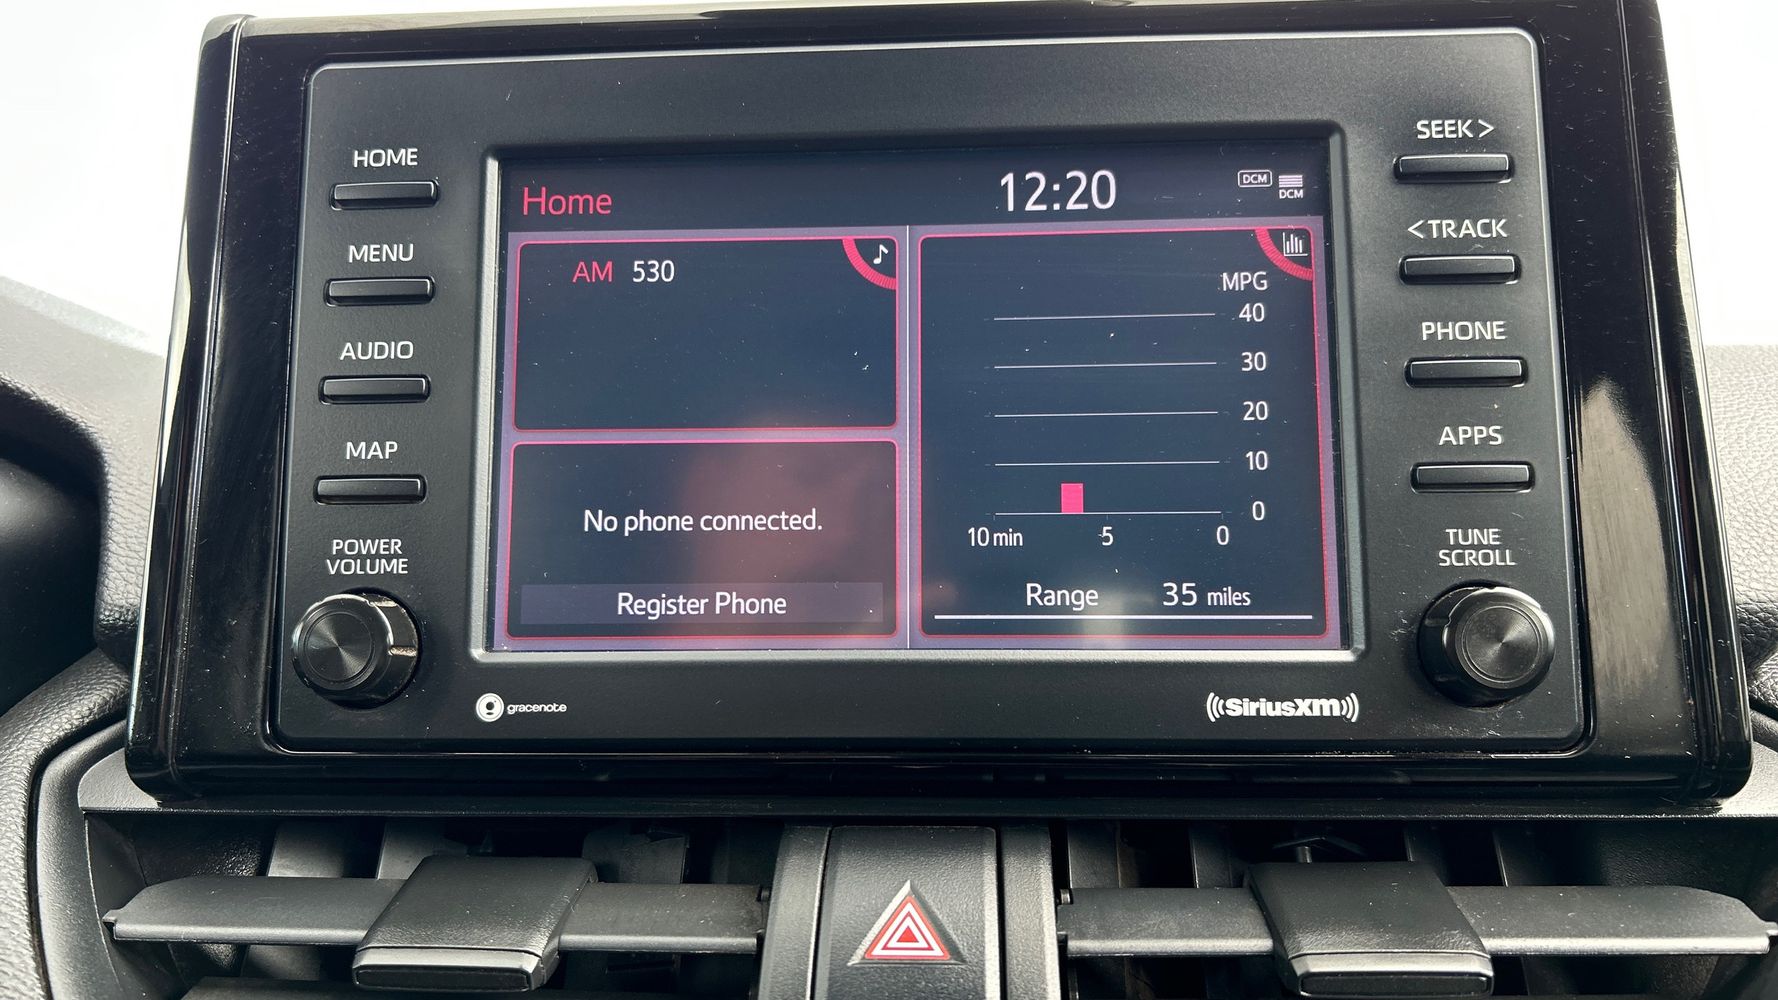 HOME
MENU
AUDIO
MAP
POWER
VOLUME
Home
12:20
DCM
DCM
AM 530
No phone connected.
Register Phone
MPG
40
30
20
10
0
10 min 5 0
Range 35 miles
SEEK >
< TRACK
PHONE
APPS
TUNE
SCROLL
gracenote
SiriusXM